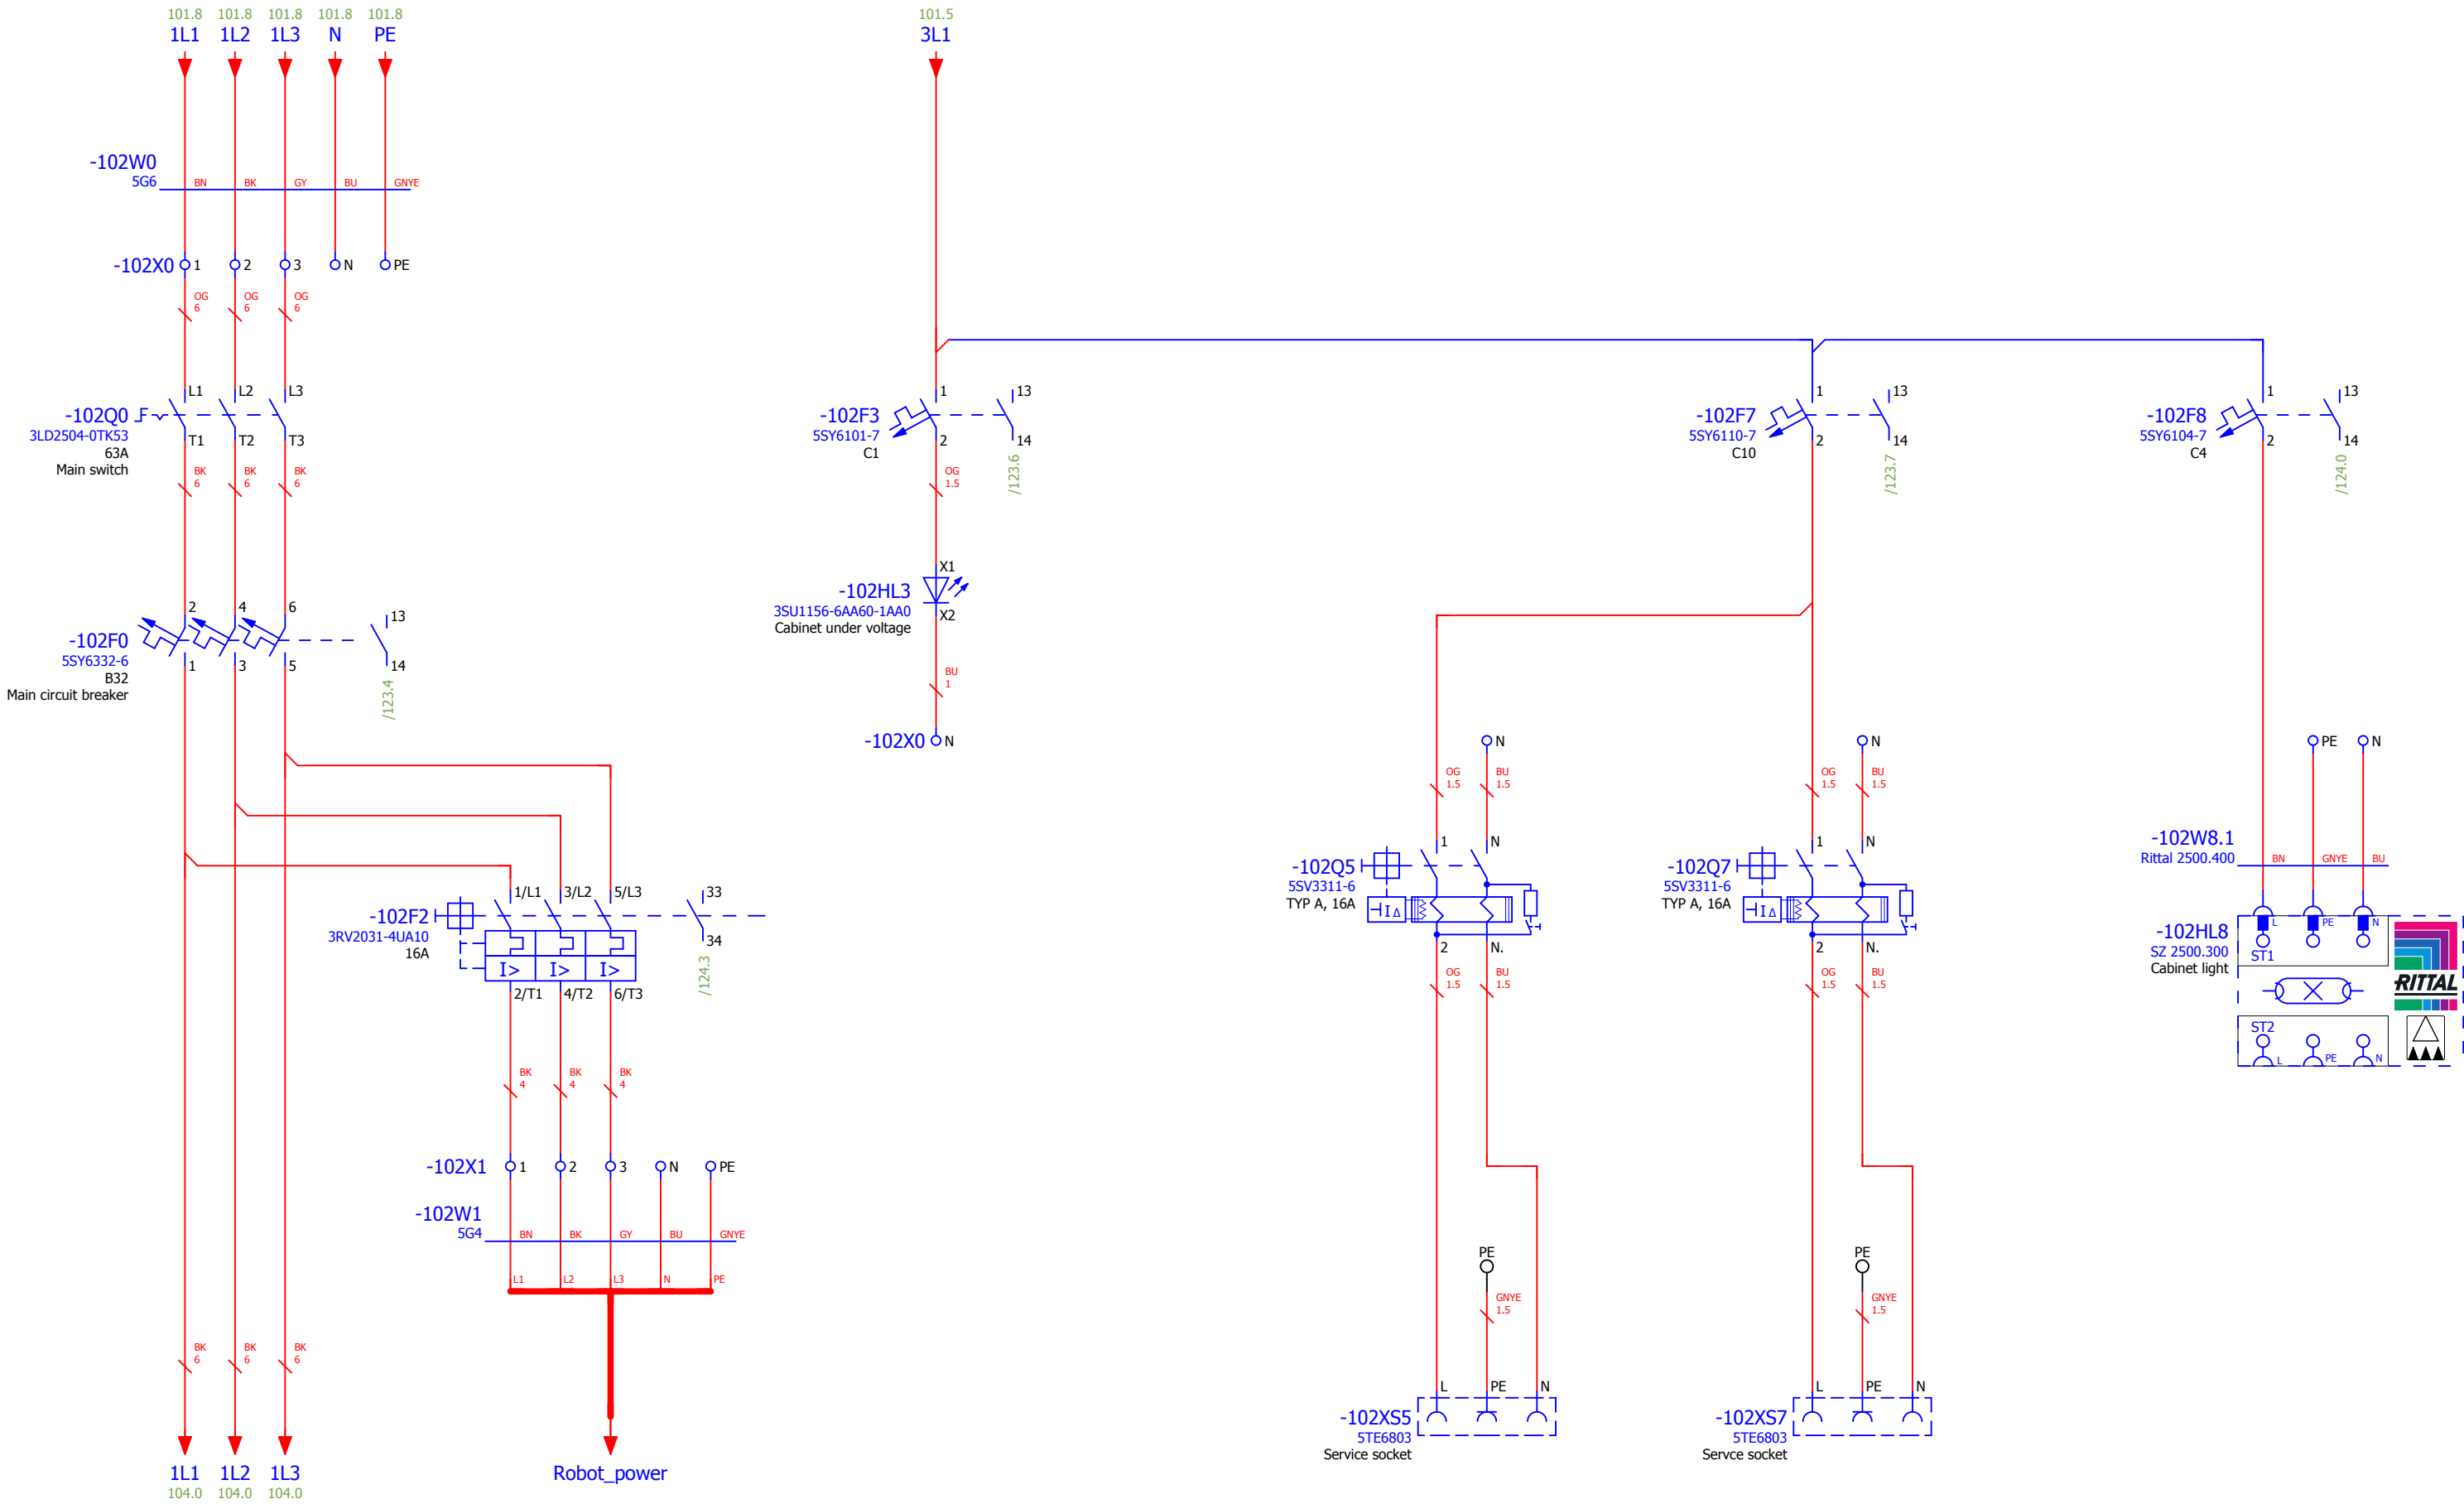 101.8 101.8 101.8 101.8 101.8
1L1 1L2 1L3 N PE
101.5
3L1
-102W0
5G6
BN BK GY BU GNYE
-102X0 1 2 3 N PE
OG OG OG
6 6 6
L1 L2 L3
-102Q0
3LD2504-0TK53
63A
Main switch
T1 T2 T3
BK BK BK
6 6 6
-102F0
5SY6332-6
B32
Main circuit breaker
2 4 6 13
1 3 5 14
/123.4
-102F2
3RV2031-4UA10
16A
1/L1 3/L2 5/L3 33
I> I> I>
2/T1 4/T2 6/T3 34
/124.3
BK BK BK
4 4 4
-102X1 1 2 3 N PE
-102W1
5G4
BN BK GY BU GNYE
L1 L2 L3 N PE
BK BK BK
6 6 6
1L1 1L2 1L3
104.0 104.0 104.0
Robot_power
-102F3
5SY6101-7
C1
1 13
2 14
/123.6
OG
1.5
X1
-102HL3
3SU1156-6AA60-1AA0
Cabinet under voltage
X2
BU
1
-102X0 N
-102F7
5SY6110-7
C10
1 13
2 14
/123.7
-102F8
5SY6104-7
C4
1 13
2 14
/124.0
N
OG BU
1.5 1.5
1 N
-102Q5
5SV3311-6
TYP A, 16A
IΔ
2 N.
OG BU
1.5 1.5
PE
GNYE
1.5
L PE N
-102XS5
5TE6803
Service socket
N
OG BU
1.5 1.5
1 N
-102Q7
5SV3311-6
TYP A, 16A
IΔ
2 N.
OG BU
1.5 1.5
PE
GNYE
1.5
L PE N
-102XS7
5TE6803
Servce socket
PE N
-102W8.1
Rittal 2500.400
BN GNYE BU
-102HL8
SZ 2500.300
Cabinet light
L PE N
ST1
RITTAL
ST2
L PE N